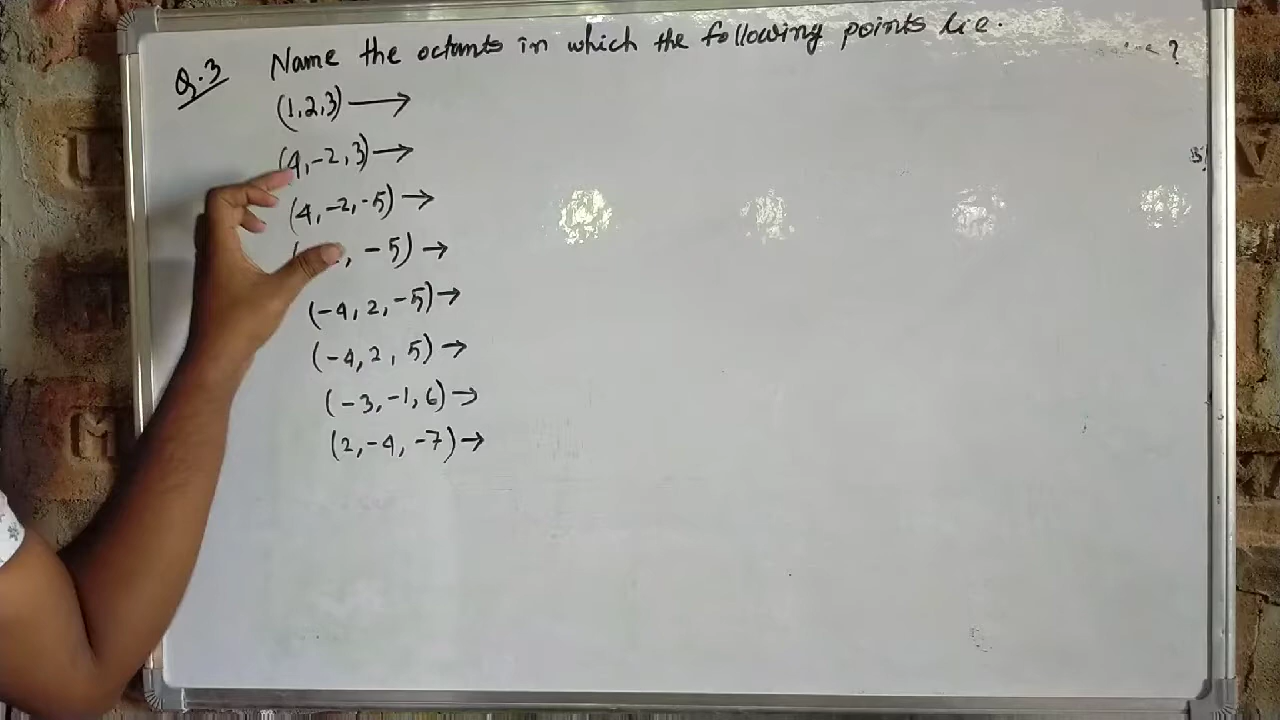 Q.3 Name the octants in which the following points lie.
(1,2,3) →
(4,-2,3) →
(4,-2,-5) →
, -5) →
(-4, 2, -5) →
(-4, 2, 5) →
(-3, -1, 6) →
(2, -4, -7) →